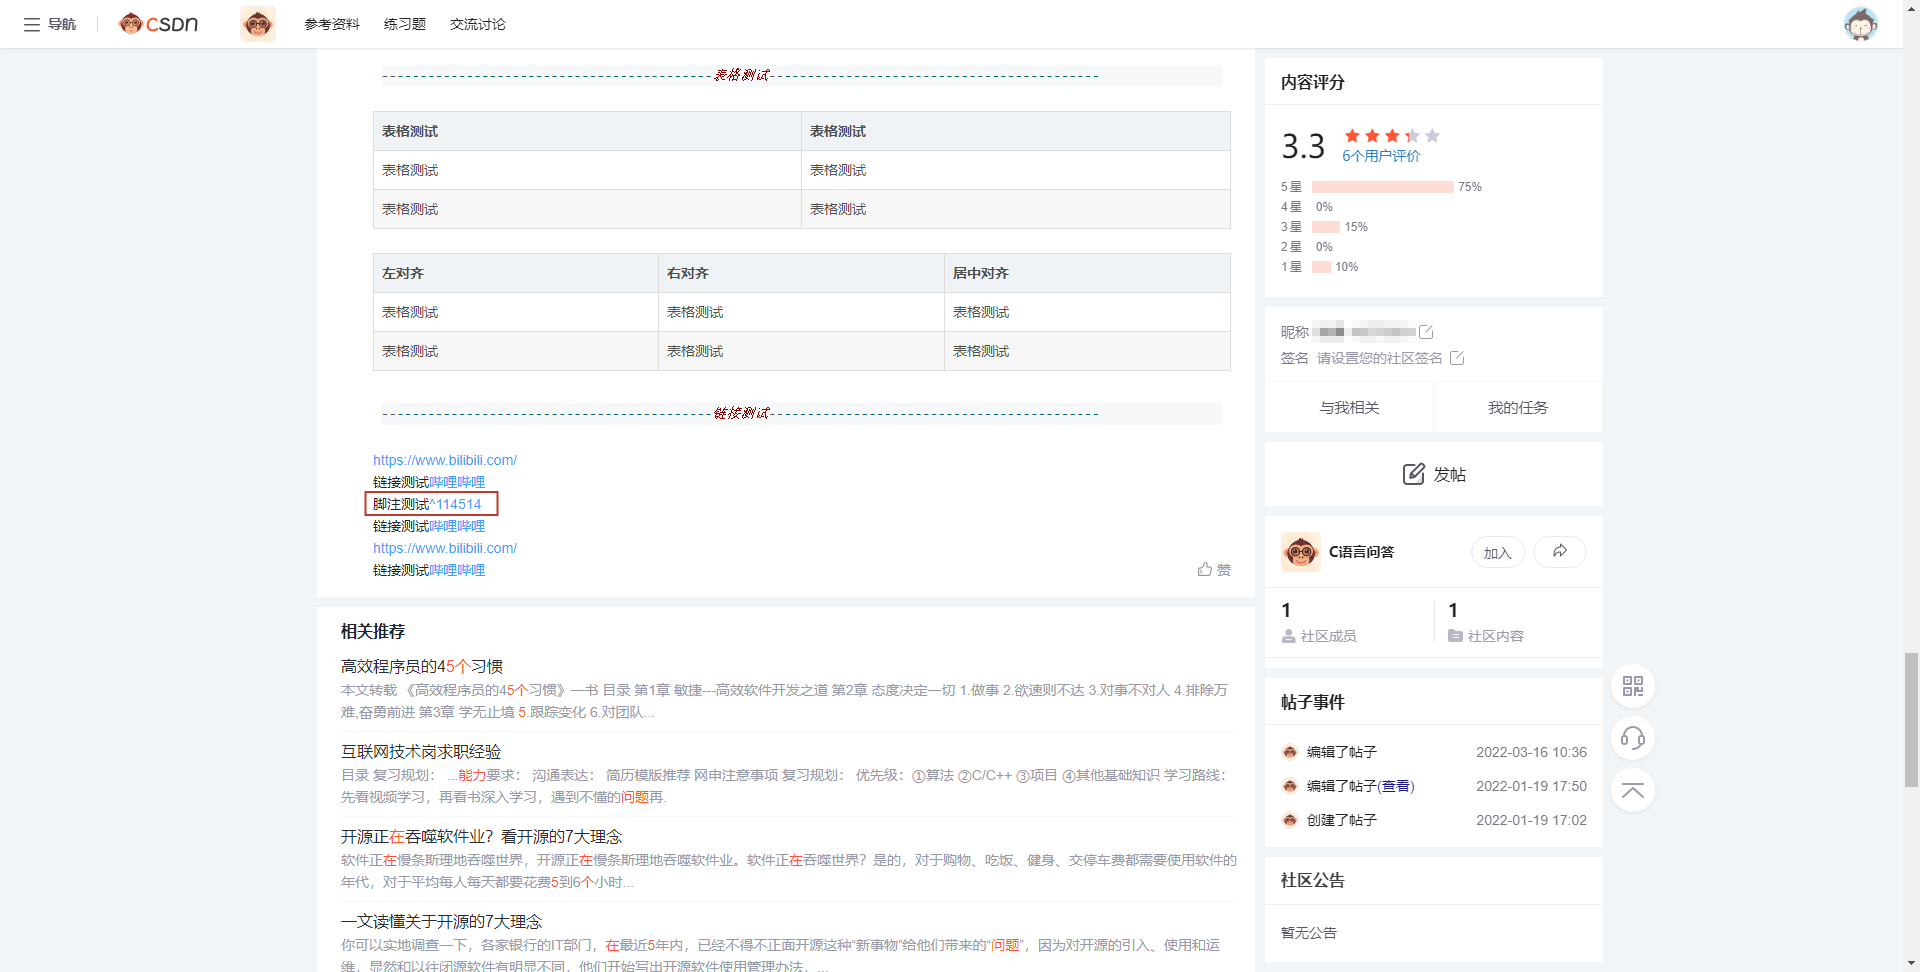 导航
CSDN
参考资料
练习题
交流讨论
-------------------------------------------表格测试-------------------------------------------
表格测试 表格测试
表格测试 表格测试
表格测试 表格测试
左对齐 右对齐 居中对齐
表格测试 表格测试 表格测试
表格测试 表格测试 表格测试
-------------------------------------------链接测试-------------------------------------------
https://www.bilibili.com/
链接测试哔哩哔哩
脚注测试^114514
链接测试哔哩哔哩
https://www.bilibili.com/
链接测试哔哩哔哩
赞
相关推荐
高效程序员的45个习惯
本文转载 《高效程序员的45个习惯》一书 目录 第1章 敏捷---高效软件开发之道 第2章 态度决定一切 1.做事 2.欲速则不达 3.对事不对人 4.排除万
难,奋勇前进 第3章 学无止境 5.跟踪变化 6.对团队...
互联网技术岗求职经验
目录 复习规划： ...能力要求： 沟通表达： 简历模版推荐 网申注意事项 复习规划： 优先级：①算法 ②C/C++ ③项目 ④其他基础知识 学习路线：
先看视频学习，再看书深入学习，遇到不懂的问题再.
开源正在吞噬软件业？看开源的7大理念
软件正在慢条斯理地吞噬世界，开源正在慢条斯理地吞噬软件业。软件正在吞噬世界？是的，对于购物、吃饭、健身、交停车费都需要使用软件的
年代，对于平均每人每天都要花费5到6个小时...
一文读懂关于开源的7大理念
你可以实地调查一下，各家银行的IT部门，在最近5年内，已经不得不正面开源这种“新事物”给他们带来的“问题”，因为对开源的引入、使用和运
维，显然和以往闭源软件有明显不同，他们开始写出开源软件使用管理办法，...
内容评分
3.3
6个用户评价
5星 75%
4星 0%
3星 15%
2星 0%
1星 10%
昵称
签名 请设置您的社区签名
与我相关 我的任务
发帖
C语言问答 加入
1 1
社区成员 社区内容
帖子事件
编辑了帖子 2022-03-16 10:36
编辑了帖子(查看) 2022-01-19 17:50
创建了帖子 2022-01-19 17:02
社区公告
暂无公告